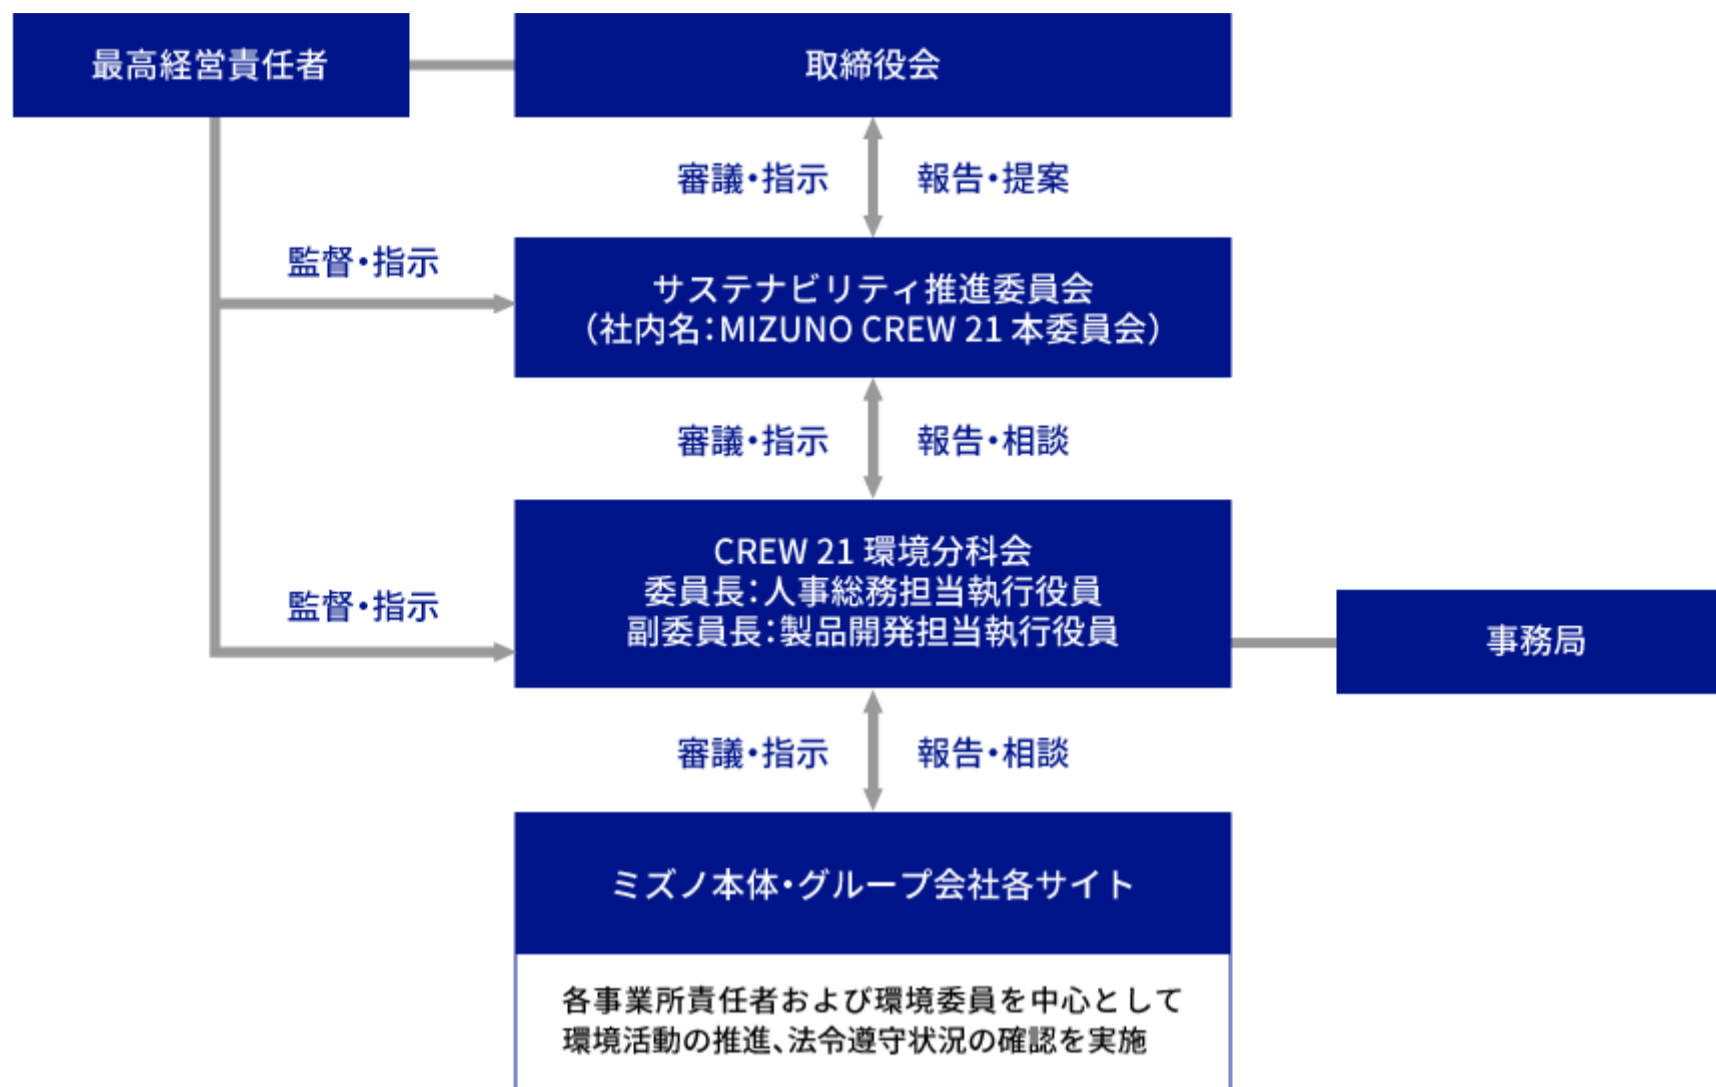 最高経営責任者
取締役会
審議・指示
報告・提案
監督・指示
サステナビリティ推進委員会
（社内名：MIZUNO CREW 21 本委員会）
審議・指示
報告・相談
CREW 21 環境分科会
委員長：人事総務担当執行役員
副委員長：製品開発担当執行役員
監督・指示
事務局
審議・指示
報告・相談
ミズノ本体・グループ会社各サイト
各事業所責任者および環境委員を中心として
環境活動の推進、法令遵守状況の確認を実施